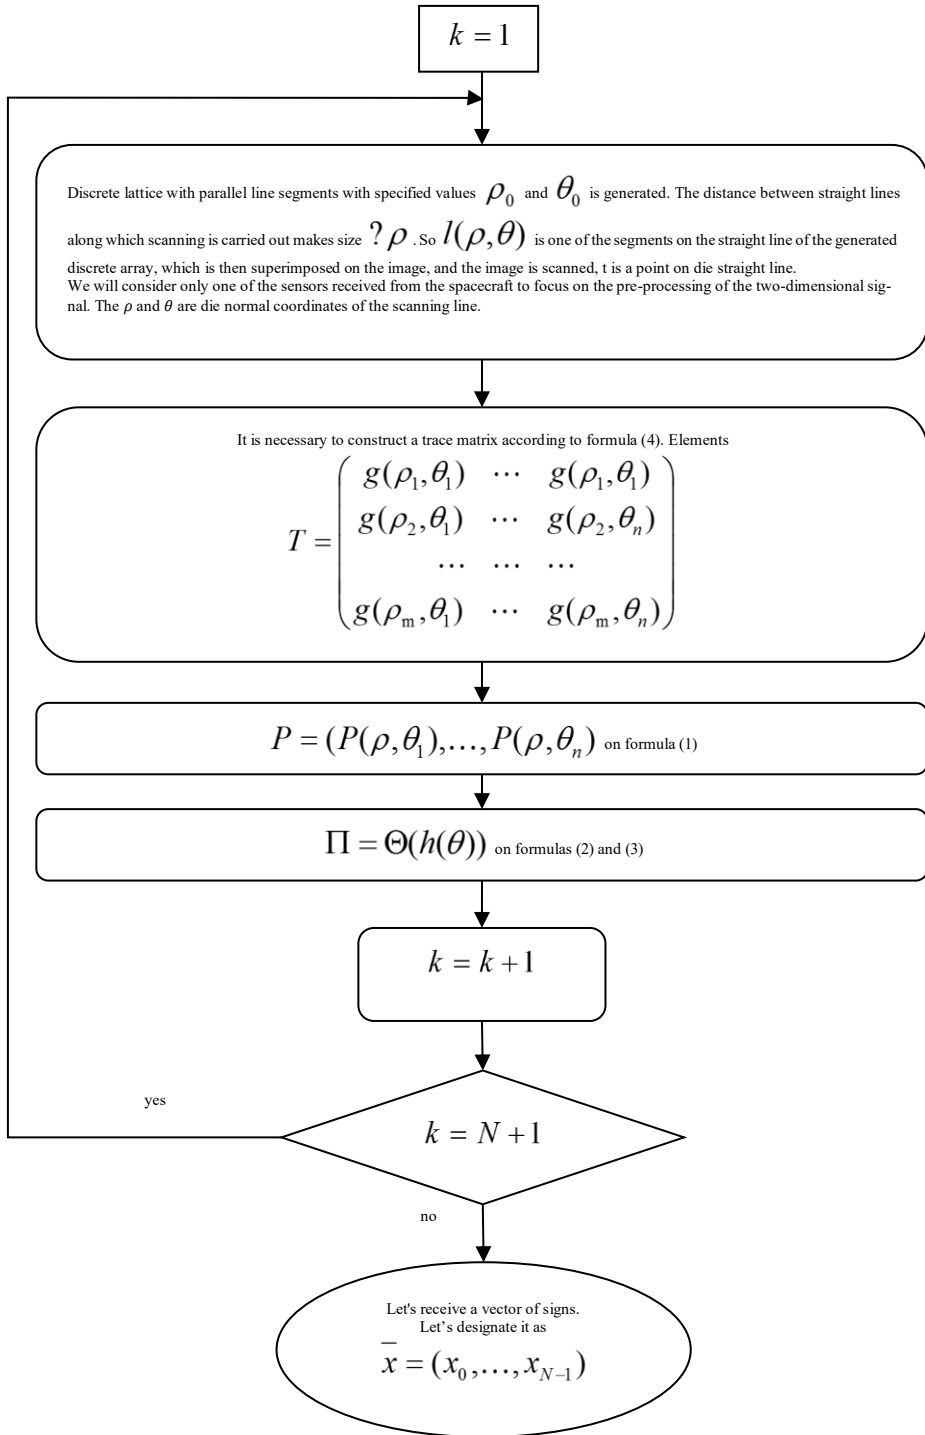 k = 1
Discrete lattice with parallel line segments with specified values ρ₀ and θ₀ is generated. The distance between straight lines
along which scanning is carried out makes size ?ρ. So l(ρ,θ) is one of the segments on the straight line of the generated
discrete array, which is then superimposed on the image, and the image is scanned, t is a point on die straight line.
We will consider only one of the sensors received from the spacecraft to focus on the pre-processing of the two-dimensional sig-
nal. The ρ and θ are die normal coordinates of the scanning line.
It is necessary to construct a trace matrix according to formula (4). Elements
g(ρ₁,θ₁) ⋯ g(ρ₁,θ₁)
g(ρ₂,θ₁) ⋯ g(ρ₂,θₙ)
T =
⋯ ⋯ ⋯
g(ρₘ,θ₁) ⋯ g(ρₘ,θₙ)
P = (P(ρ,θ₁),...,P(ρ,θₙ) on formula (1)
Π = Θ(h(θ)) on formulas (2) and (3)
k = k + 1
yes
k = N + 1
no
Let's receive a vector of signs.
Let’s designate it as
x̄ = (x₀,...,x_{N−1})